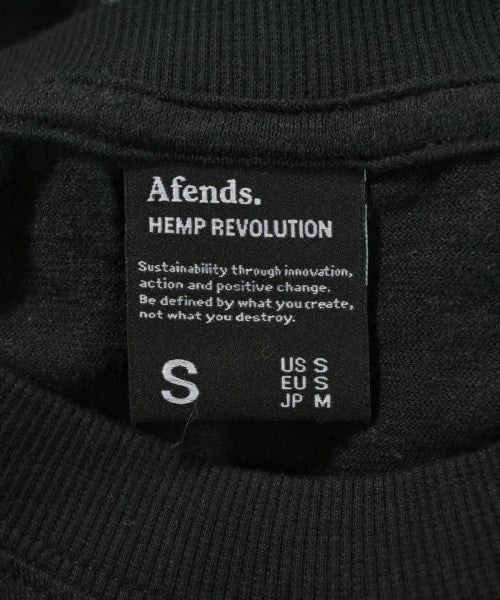 Afends.
HEMP REVOLUTION
Sustainability through innovation,
action and positive change.
Be defined by what you create,
not what you destroy.
S
US S
EU S
JP M